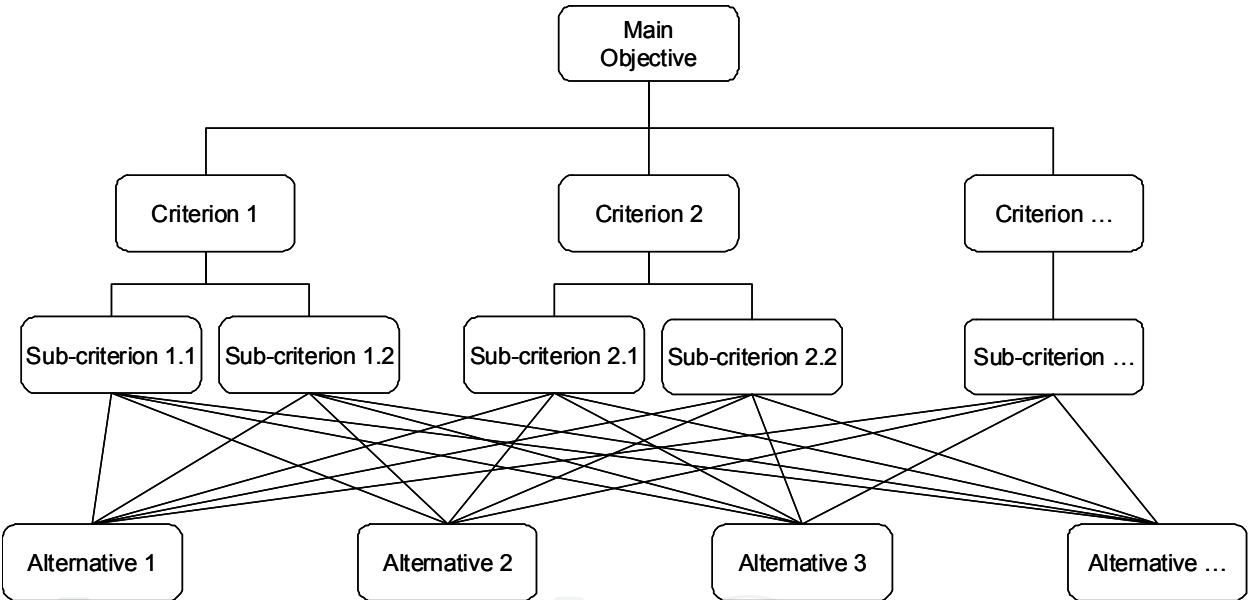 Main
Objective
Criterion 1
Criterion 2
Criterion …
Sub-criterion 1.1
Sub-criterion 1.2
Sub-criterion 2.1
Sub-criterion 2.2
Sub-criterion …
Alternative 1
Alternative 2
Alternative 3
Alternative …